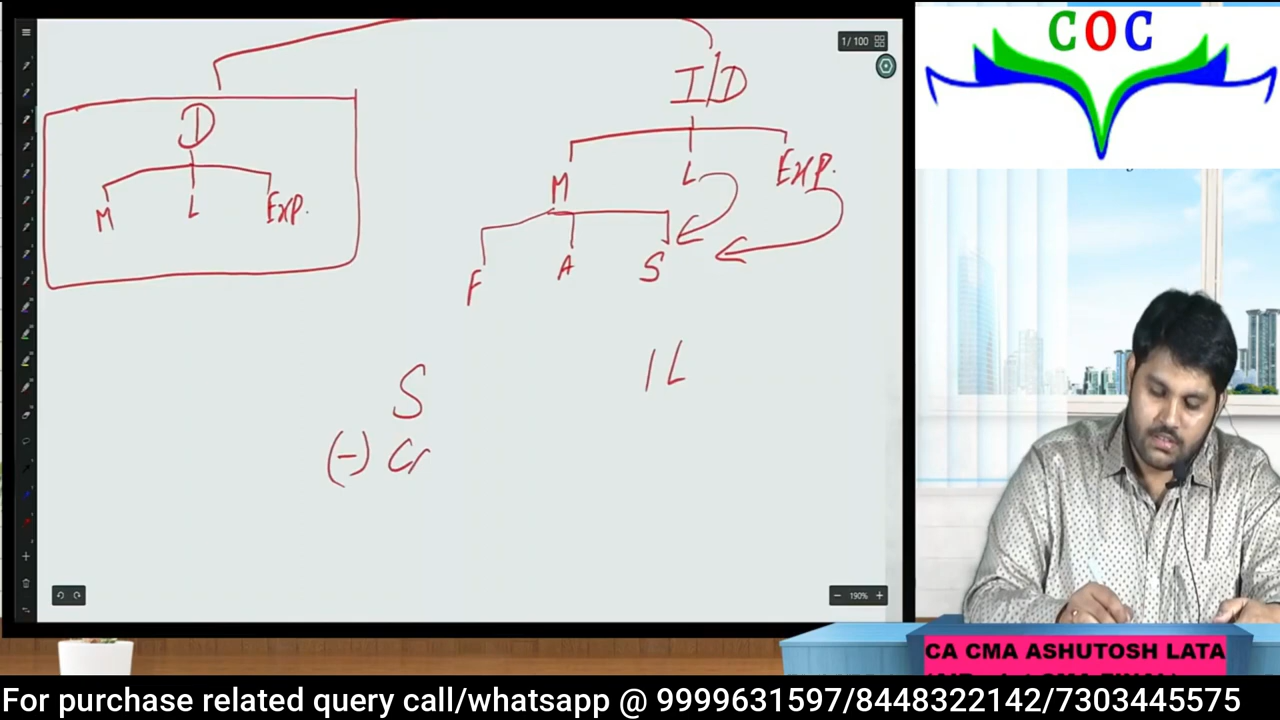 1 / 100
COC
I/D
D
M L Exp.
M L Exp.
F A S
1 L
S
(-) Cr
190%
CA CMA ASHUTOSH LATA
For purchase related query call/whatsapp @ 9999631597/8448322142/7303445575